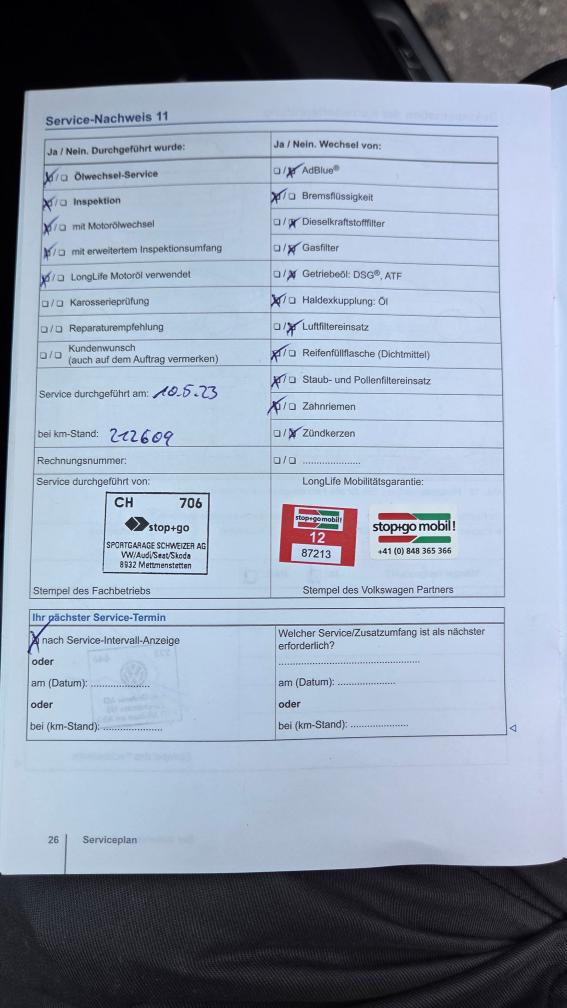 Service-Nachweis 11
Ja / Nein. Durchgeführt wurde:
☒/☐ Ölwechsel-Service
☒/☐ Inspektion
☒/☐ mit Motorölwechsel
☒/☐ mit erweitertem Inspektionsumfang
☒/☐ LongLife Motoröl verwendet
☐/☐ Karosserieprüfung
☐/☐ Reparaturempfehlung
☐/☐ Kundenwunsch
(auch auf dem Auftrag vermerken)
Service durchgeführt am: 10.5.23
bei km-Stand: 212609
Rechnungsnummer:
Ja / Nein. Wechsel von:
☐/☒ AdBlue®
☒/☐ Bremsflüssigkeit
☐/☒ Dieselkraftstofffilter
☐/☒ Gasfilter
☐/☒ Getriebeöl: DSG®, ATF
☒/☐ Haldexkupplung: Öl
☐/☒ Luftfiltereinsatz
☒/☐ Reifenfüllflasche (Dichtmittel)
☒/☐ Staub- und Pollenfiltereinsatz
☒/☐ Zahnriemen
☐/☒ Zündkerzen
☐/☐ .....................
Service durchgeführt von:
CH 706
stop+go
SPORTGARAGE SCHWEIZER AG
VW/Audi/Seat/Skoda
8932 Mettmenstetten
Stempel des Fachbetriebs
LongLife Mobilitätsgarantie:
stop+go mobil!
12
87213
stop+go mobil!
+41 (0) 848 365 366
Stempel des Volkswagen Partners
Ihr nächster Service-Termin
☒ nach Service-Intervall-Anzeige
oder
am (Datum): .....................
oder
bei (km-Stand): .....................
Welcher Service/Zusatzumfang ist als nächster
erforderlich?
..................................................
am (Datum): .....................
oder
bei (km-Stand): .....................
26 Serviceplan